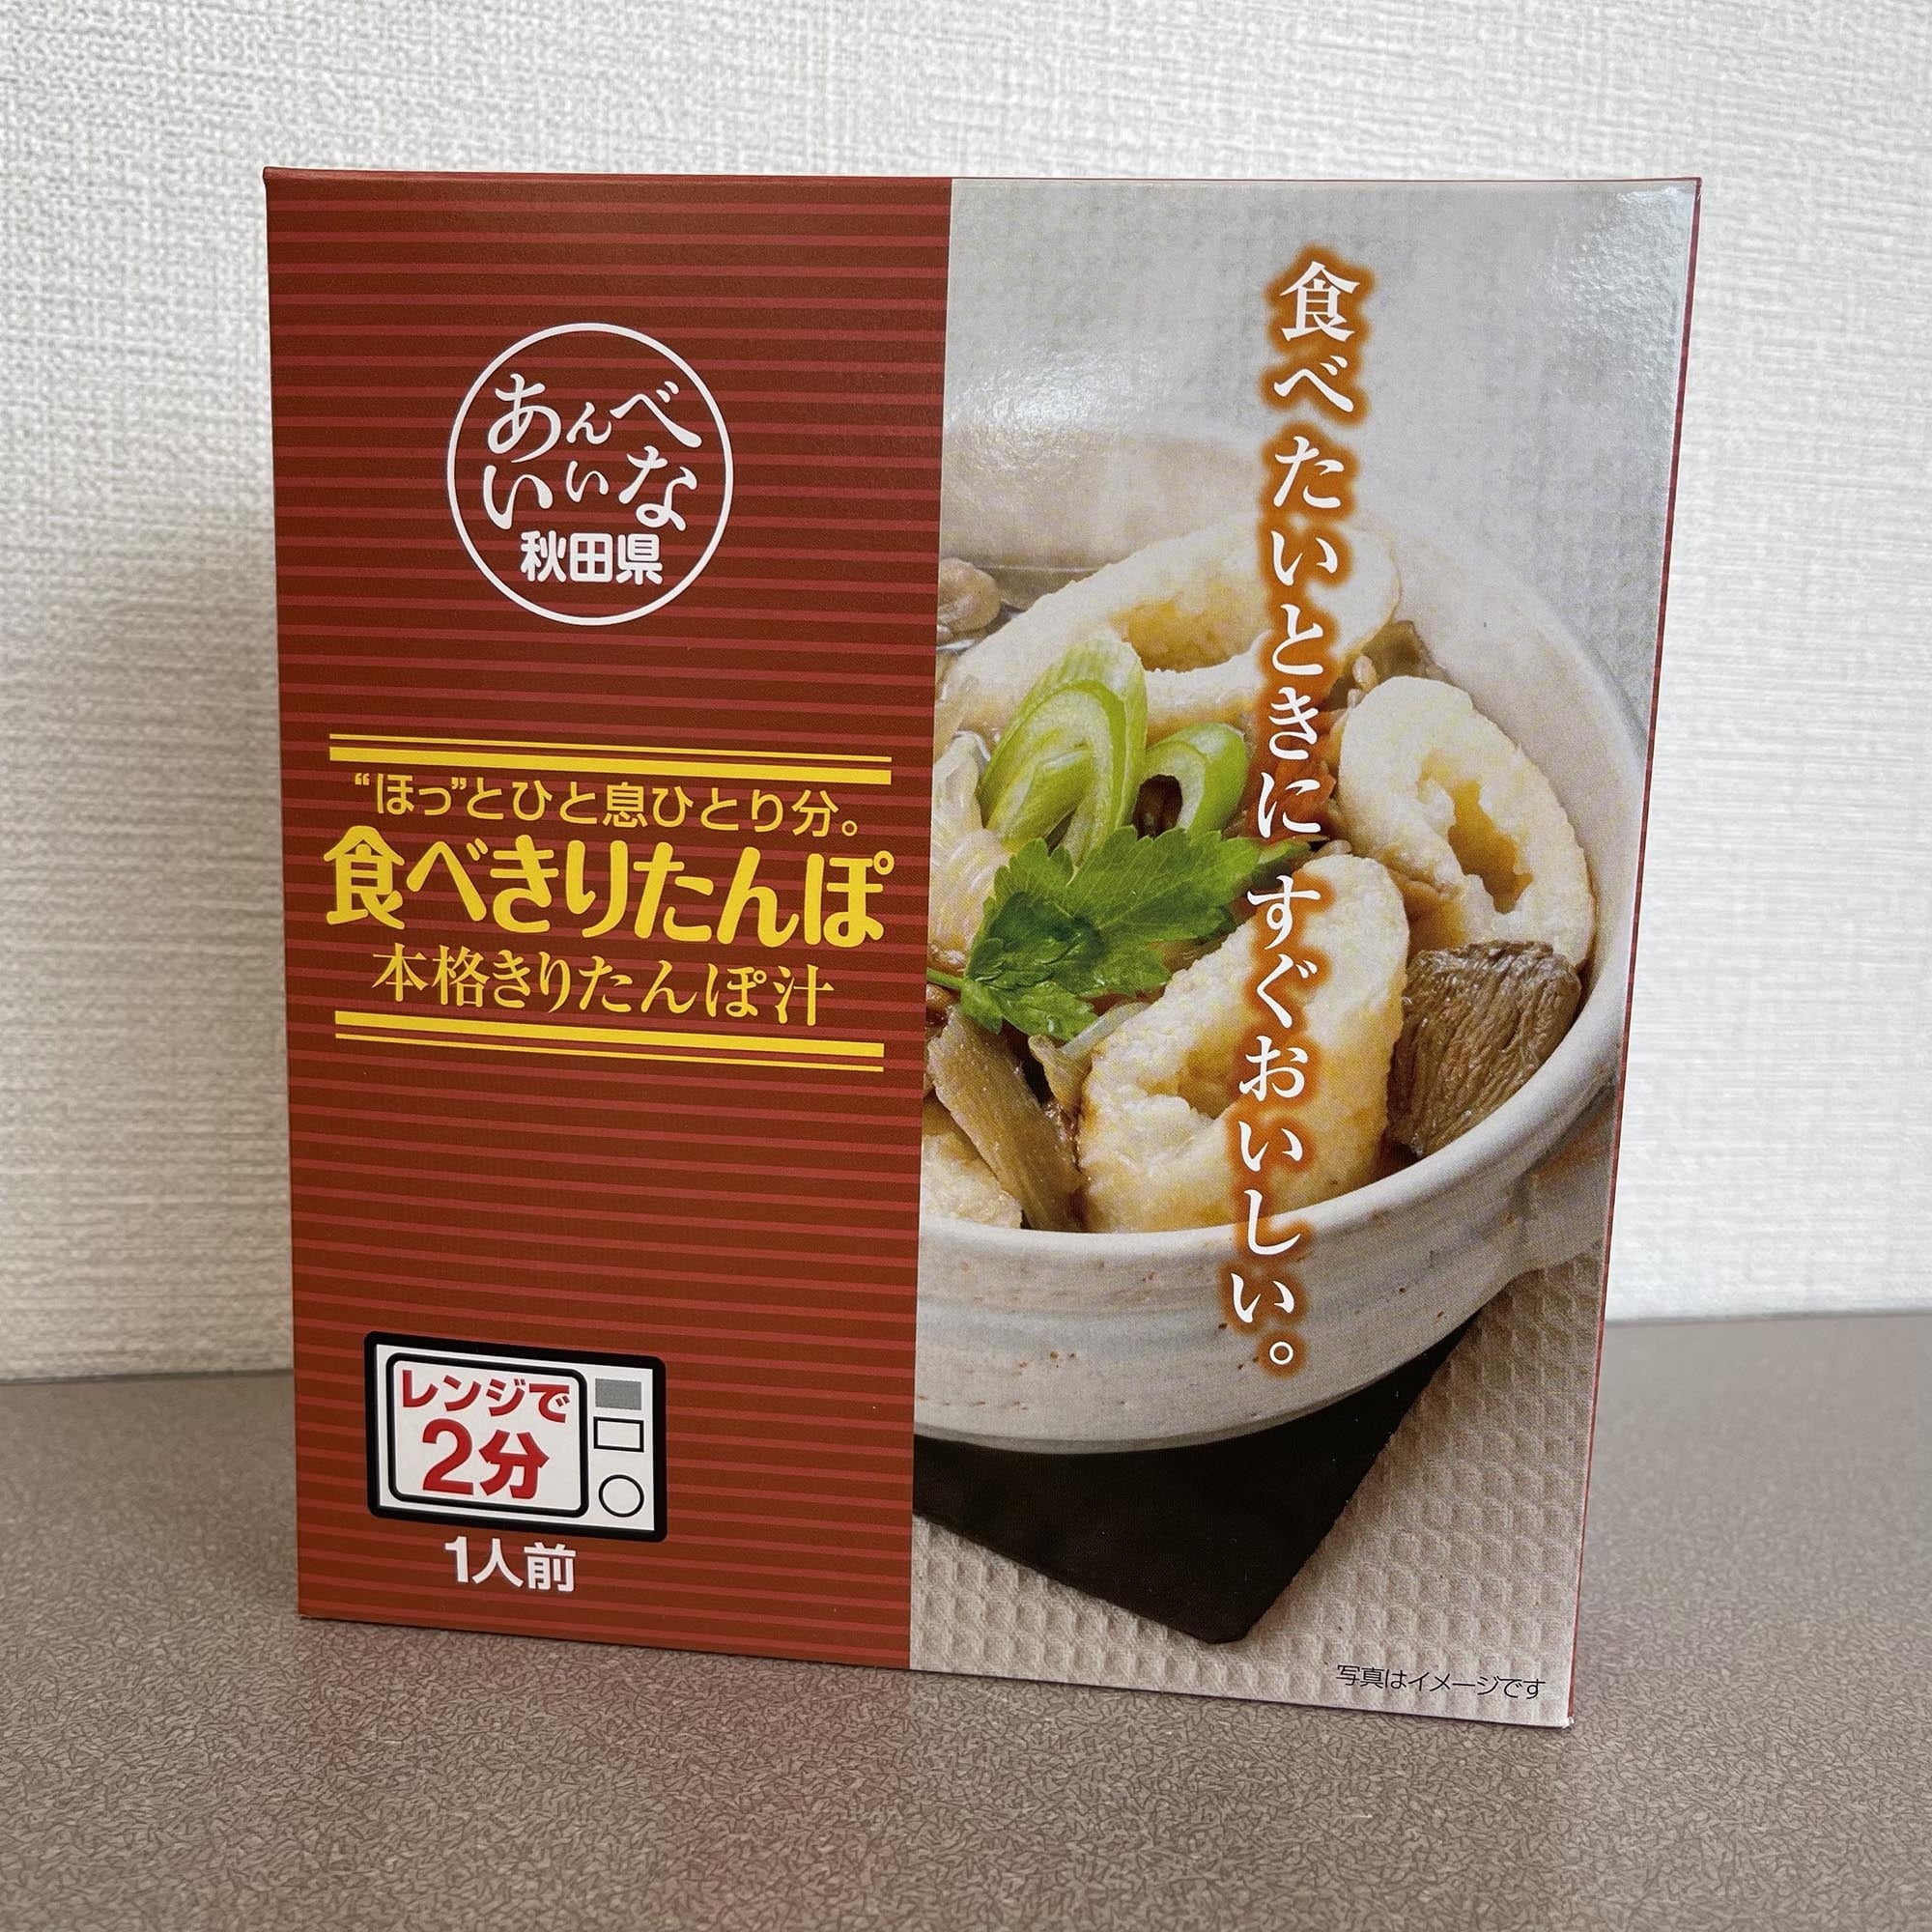 あんべ
いいな
秋田県
“ほっ”とひと息ひとり分。
食べきりたんぽ
本格きりたんぽ汁
レンジで
2分
1人前
食べたいときにすぐおいしい。
写真はイメージです